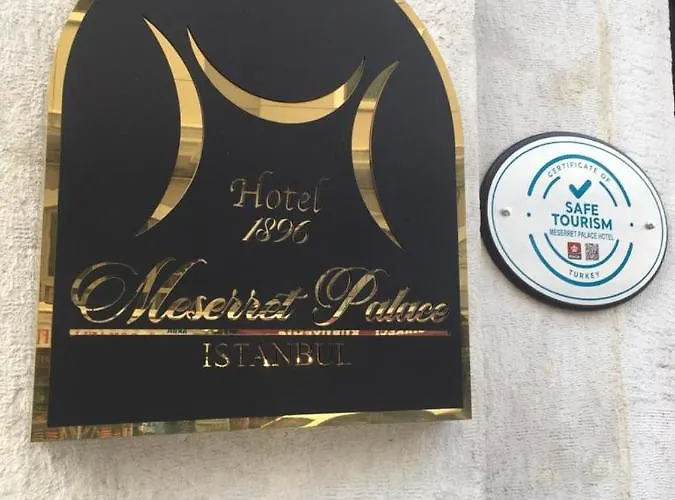 Hotel
1896
Meserret Palace
ISTANBUL
CERTIFICATE OF
SAFE
TOURISM
MESERRET PALACE HOTEL
TURKEY